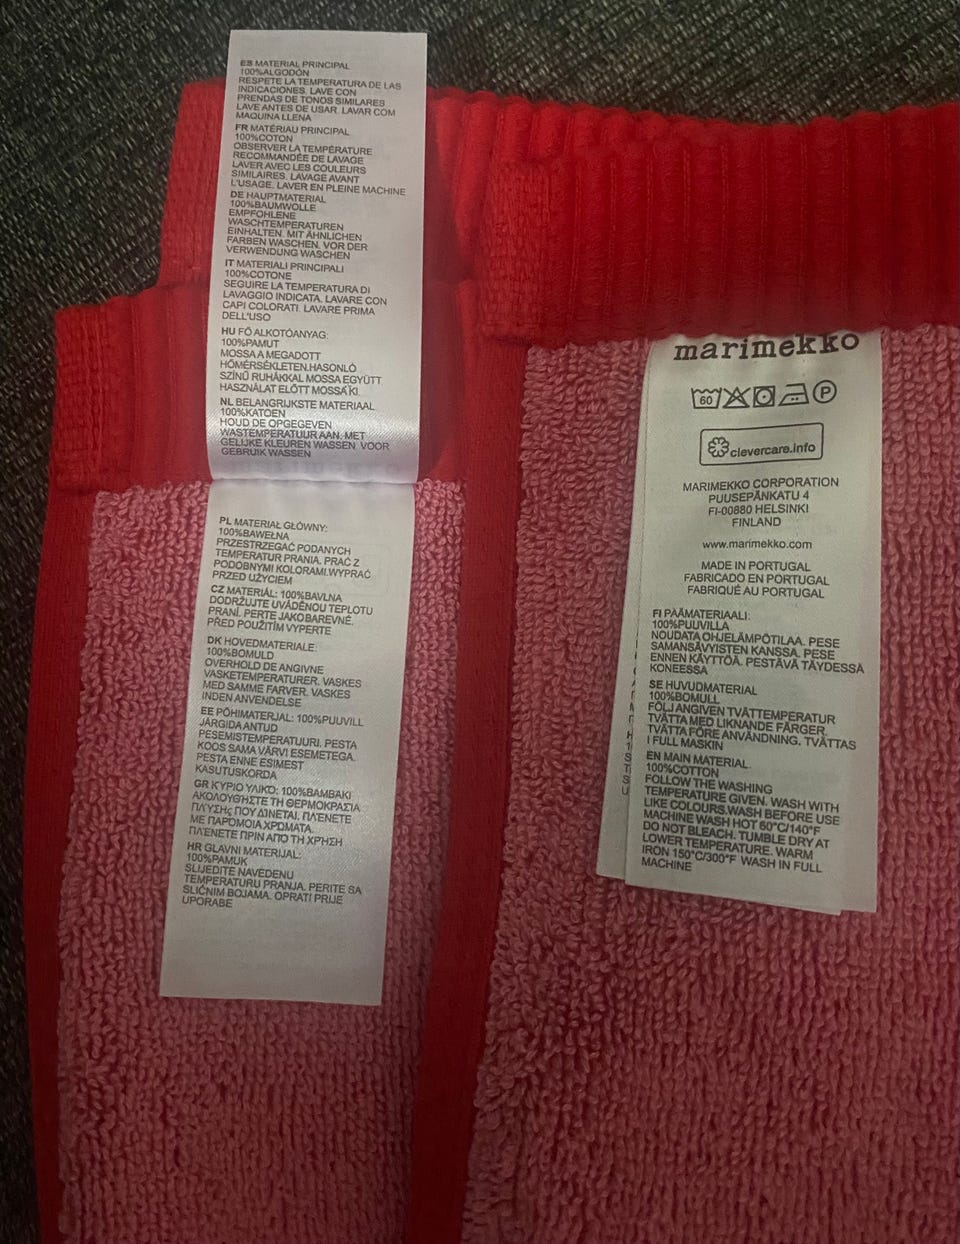 ES MATERIAL PRINCIPAL
100%ALGODÓN
RESPETE LA TEMPERATURA DE LAS
INDICACIONES. LAVE CON
PRENDAS DE TONOS SIMILARES
LAVE ANTES DE USAR. LAVAR COM
MAQUINA LLENA
FR MATÉRIAU PRINCIPAL
100%COTON
OBSERVER LA TEMPÉRATURE
RECOMMANDÉE DE LAVAGE
LAVER AVEC LES COULEURS
SIMILAIRES. LAVAGE AVANT
L'USAGE. LAVER EN PLEINE MACHINE
DE HAUPTMATERIAL
100%BAUMWOLLE
EMPFOHLENE
WASCHTEMPERATUREN
EINHALTEN. MIT ÄHNLICHEN
FARBEN WASCHEN. VOR DER
VERWENDUNG WASCHEN
IT MATERIALI PRINCIPALI
100%COTONE
SEGUIRE LA TEMPERATURA DI
LAVAGGIO INDICATA. LAVARE CON
CAPI COLORATI. LAVARE PRIMA
DELL'USO
HU FŐ ALKOTÓANYAG:
100%PAMUT
MOSSA A MEGADOTT
HŐMÉRSÉKLETEN.HASONLÓ
SZÍNŰ RUHÁKKAL MOSSA EGYÜTT
HASZNÁLAT ELŐTT MOSSA KI.
NL BELANGRIJKSTE MATERIAAL
100%KATOEN
HOUD DE OPGEGEVEN
WASTEMPERATUUR AAN. MET
GELIJKE KLEUREN WASSEN. VOOR
GEBRUIK WASSEN
PL MATERIAŁ GŁÓWNY:
100%BAWEŁNA
PRZESTRZEGAĆ PODANYCH
TEMPERATUR PRANIA. PRAĆ Z
PODOBNYMI KOLORAMI.WYPRAĆ
PRZED UŻYCIEM
CZ MATERIÁL: 100%BAVLNA
DODRŽUJTE UVÁDĚNOU TEPLOTU
PRANÍ. PERTE JAKO BAREVNÉ.
PŘED POUŽITÍM VYPERTE
DK HOVEDMATERIALE:
100%BOMULD
OVERHOLD DE ANGIVNE
VASKETEMPERATURER. VASKES
MED SAMME FARVER. VASKES
INDEN ANVENDELSE
EE PÕHIMATERJAL: 100%PUUVILL
JÄRGIDA ANTUD
PESEMISTEMPERATUURI. PESTA
KOOS SAMA VÄRVI ESEMETEGA.
PESTA ENNE ESIMEST
KASUTUSKORDA
GR ΚΥΡΙΟ ΥΛΙΚΟ: 100%ΒΑΜΒΑΚΙ
ΑΚΟΛΟΥΘΗΣΤΕ ΤΗ ΘΕΡΜΟΚΡΑΣΙΑ
ΠΛΥΣΗς ΠΟΥ ΔΙΝΕΤΑΙ. ΠΛΕΝΕΤΕ
ΜΕ ΠΑΡΟΜΟΙΑ ΧΡΩΜΑΤΑ.
ΠΛΕΝΕΤΕ ΠΡΙΝ ΑΠΟ ΤΗ ΧΡΗΣΗ
HR GLAVNI MATERIJAL:
100%PAMUK
SLIJEDITE NAVEDENU
TEMPERATURU PRANJA. PERITE SA
SLIČNIM BOJAMA. OPRATI PRIJE
UPORABE
marimekko
60 P
clevercare.info
MARIMEKKO CORPORATION
PUUSEPÄNKATU 4
FI-00880 HELSINKI
FINLAND
www.marimekko.com
MADE IN PORTUGAL
FABRICADO EN PORTUGAL
FABRIQUÉ AU PORTUGAL
FI PÄÄMATERIAALI:
100%PUUVILLA
NOUDATA OHJELÄMPÖTILAA. PESE
SAMANSÄVYISTEN KANSSA. PESE
ENNEN KÄYTTÖÄ. PESTÄVÄ TÄYDESSÄ
KONEESSA
SE HUVUDMATERIAL
100%BOMULL
FÖLJ ANGIVEN TVÄTTEMPERATUR
TVÄTTA MED LIKNANDE FÄRGER.
TVÄTTA FÖRE ANVÄNDNING. TVÄTTAS
I FULL MASKIN
EN MAIN MATERIAL
100%COTTON
FOLLOW THE WASHING
TEMPERATURE GIVEN. WASH WITH
LIKE COLOURS.WASH BEFORE USE
MACHINE WASH HOT 60°C/140°F
DO NOT BLEACH. TUMBLE DRY AT
LOWER TEMPERATURE. WARM
IRON 150°C/300°F WASH IN FULL
MACHINE